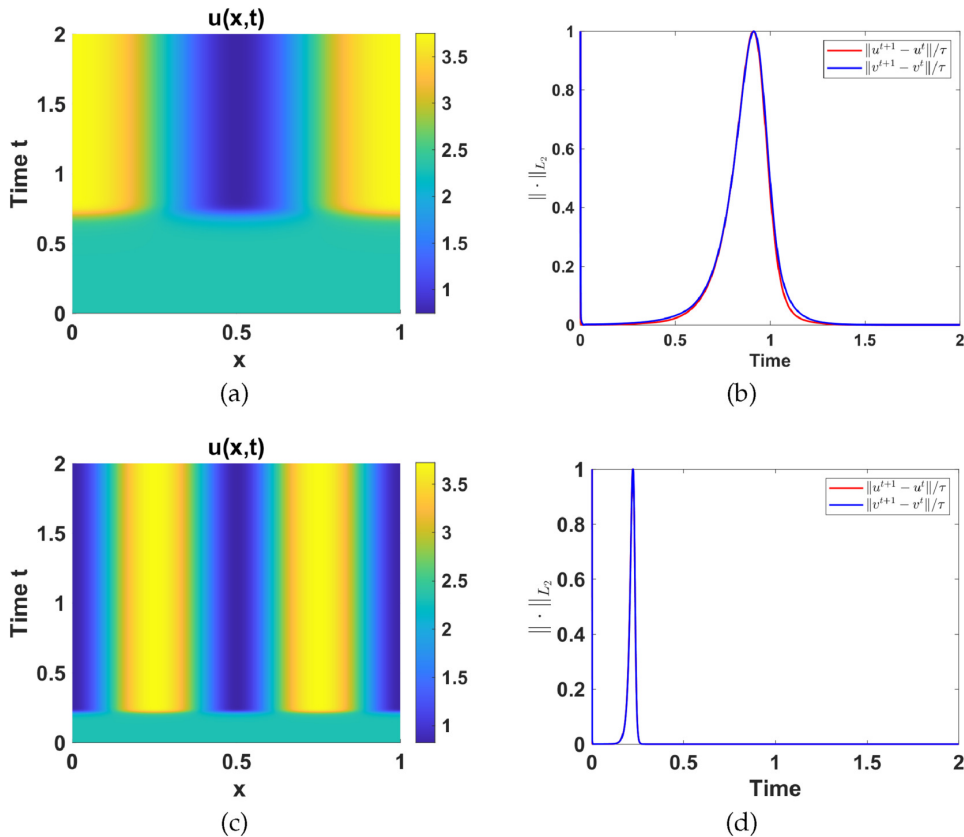 u(x,t)
2
1.5
1
0.5
0
Time t
0
0.5
1
x
3.5
3
2.5
2
1.5
1
(a)
1
0.8
0.6
0.4
0.2
0
‖ · ‖_{L_2}
0
0.5
1
1.5
2
Time
‖u^{t+1} − u^t‖/τ
‖v^{t+1} − v^t‖/τ
(b)
u(x,t)
2
1.5
1
0.5
0
Time t
0
0.5
1
x
3.5
3
2.5
2
1.5
1
(c)
1
0.8
0.6
0.4
0.2
0
‖ · ‖_{L_2}
0
0.5
1
1.5
2
Time
‖u^{t+1} − u^t‖/τ
‖v^{t+1} − v^t‖/τ
(d)